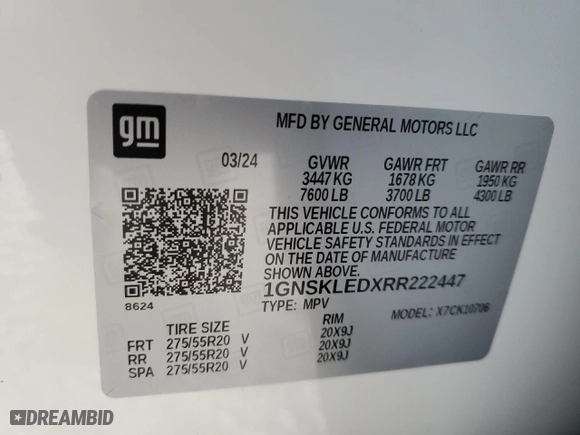 gm
MFD BY GENERAL MOTORS LLC
03/24
GVWR GAWR FRT GAWR RR
3447 KG 1678 KG 1950 KG
7600 LB 3700 LB 4300 LB
THIS VEHICLE CONFORMS TO ALL
APPLICABLE U.S. FEDERAL MOTOR
VEHICLE SAFETY STANDARDS IN EFFECT
ON THE DATE OF MANUFACTURE
SHOWN ABOVE.
1GNSKLEDXRR222447
8624
TYPE: MPV MODEL: X7CK10706
TIRE SIZE RIM
FRT 275/55R20 V 20X9J
RR 275/55R20 V 20X9J
SPA 275/55R20 V 20X9J
DREAMBID